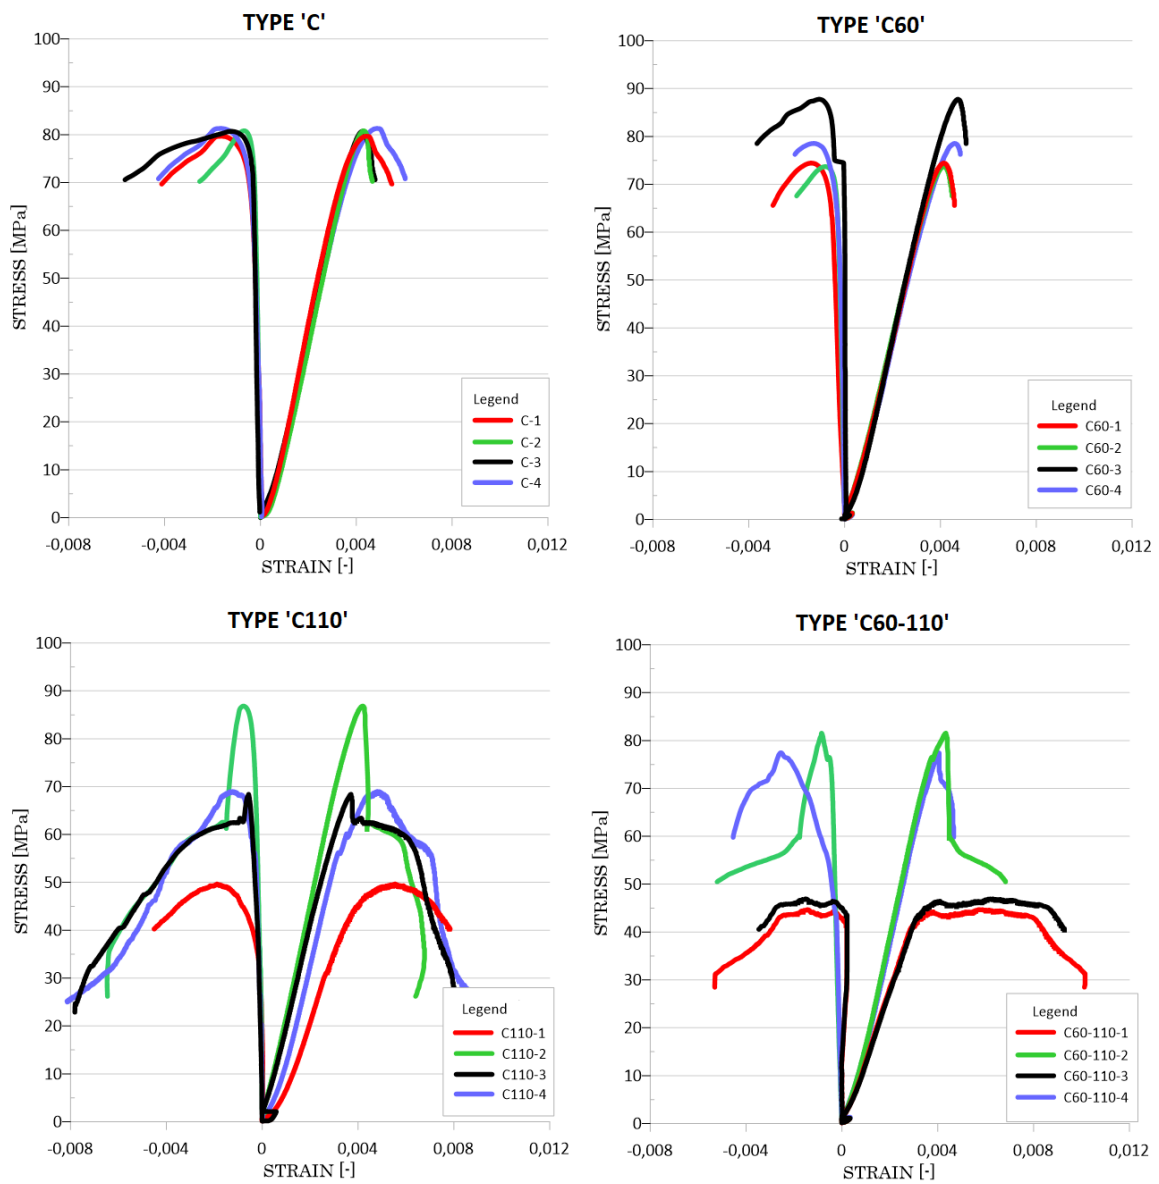 TYPE 'C'
STRESS [MPa]
100
90
80
70
60
50
40
30
20
10
0
-0,008
-0,004
0
0,004
0,008
0,012
STRAIN [-]
Legend
C-1
C-2
C-3
C-4
TYPE 'C60'
STRESS [MPa]
100
90
80
70
60
50
40
30
20
10
0
-0,008
-0,004
0
0,004
0,008
0,012
STRAIN [-]
Legend
C60-1
C60-2
C60-3
C60-4
TYPE 'C110'
STRESS [MPa]
100
90
80
70
60
50
40
30
20
10
0
-0,008
-0,004
0
0,004
0,008
0,012
STRAIN [-]
Legend
C110-1
C110-2
C110-3
C110-4
TYPE 'C60-110'
STRESS [MPa]
100
90
80
70
60
50
40
30
20
10
0
-0,008
-0,004
0
0,004
0,008
0,012
STRAIN [-]
Legend
C60-110-1
C60-110-2
C60-110-3
C60-110-4